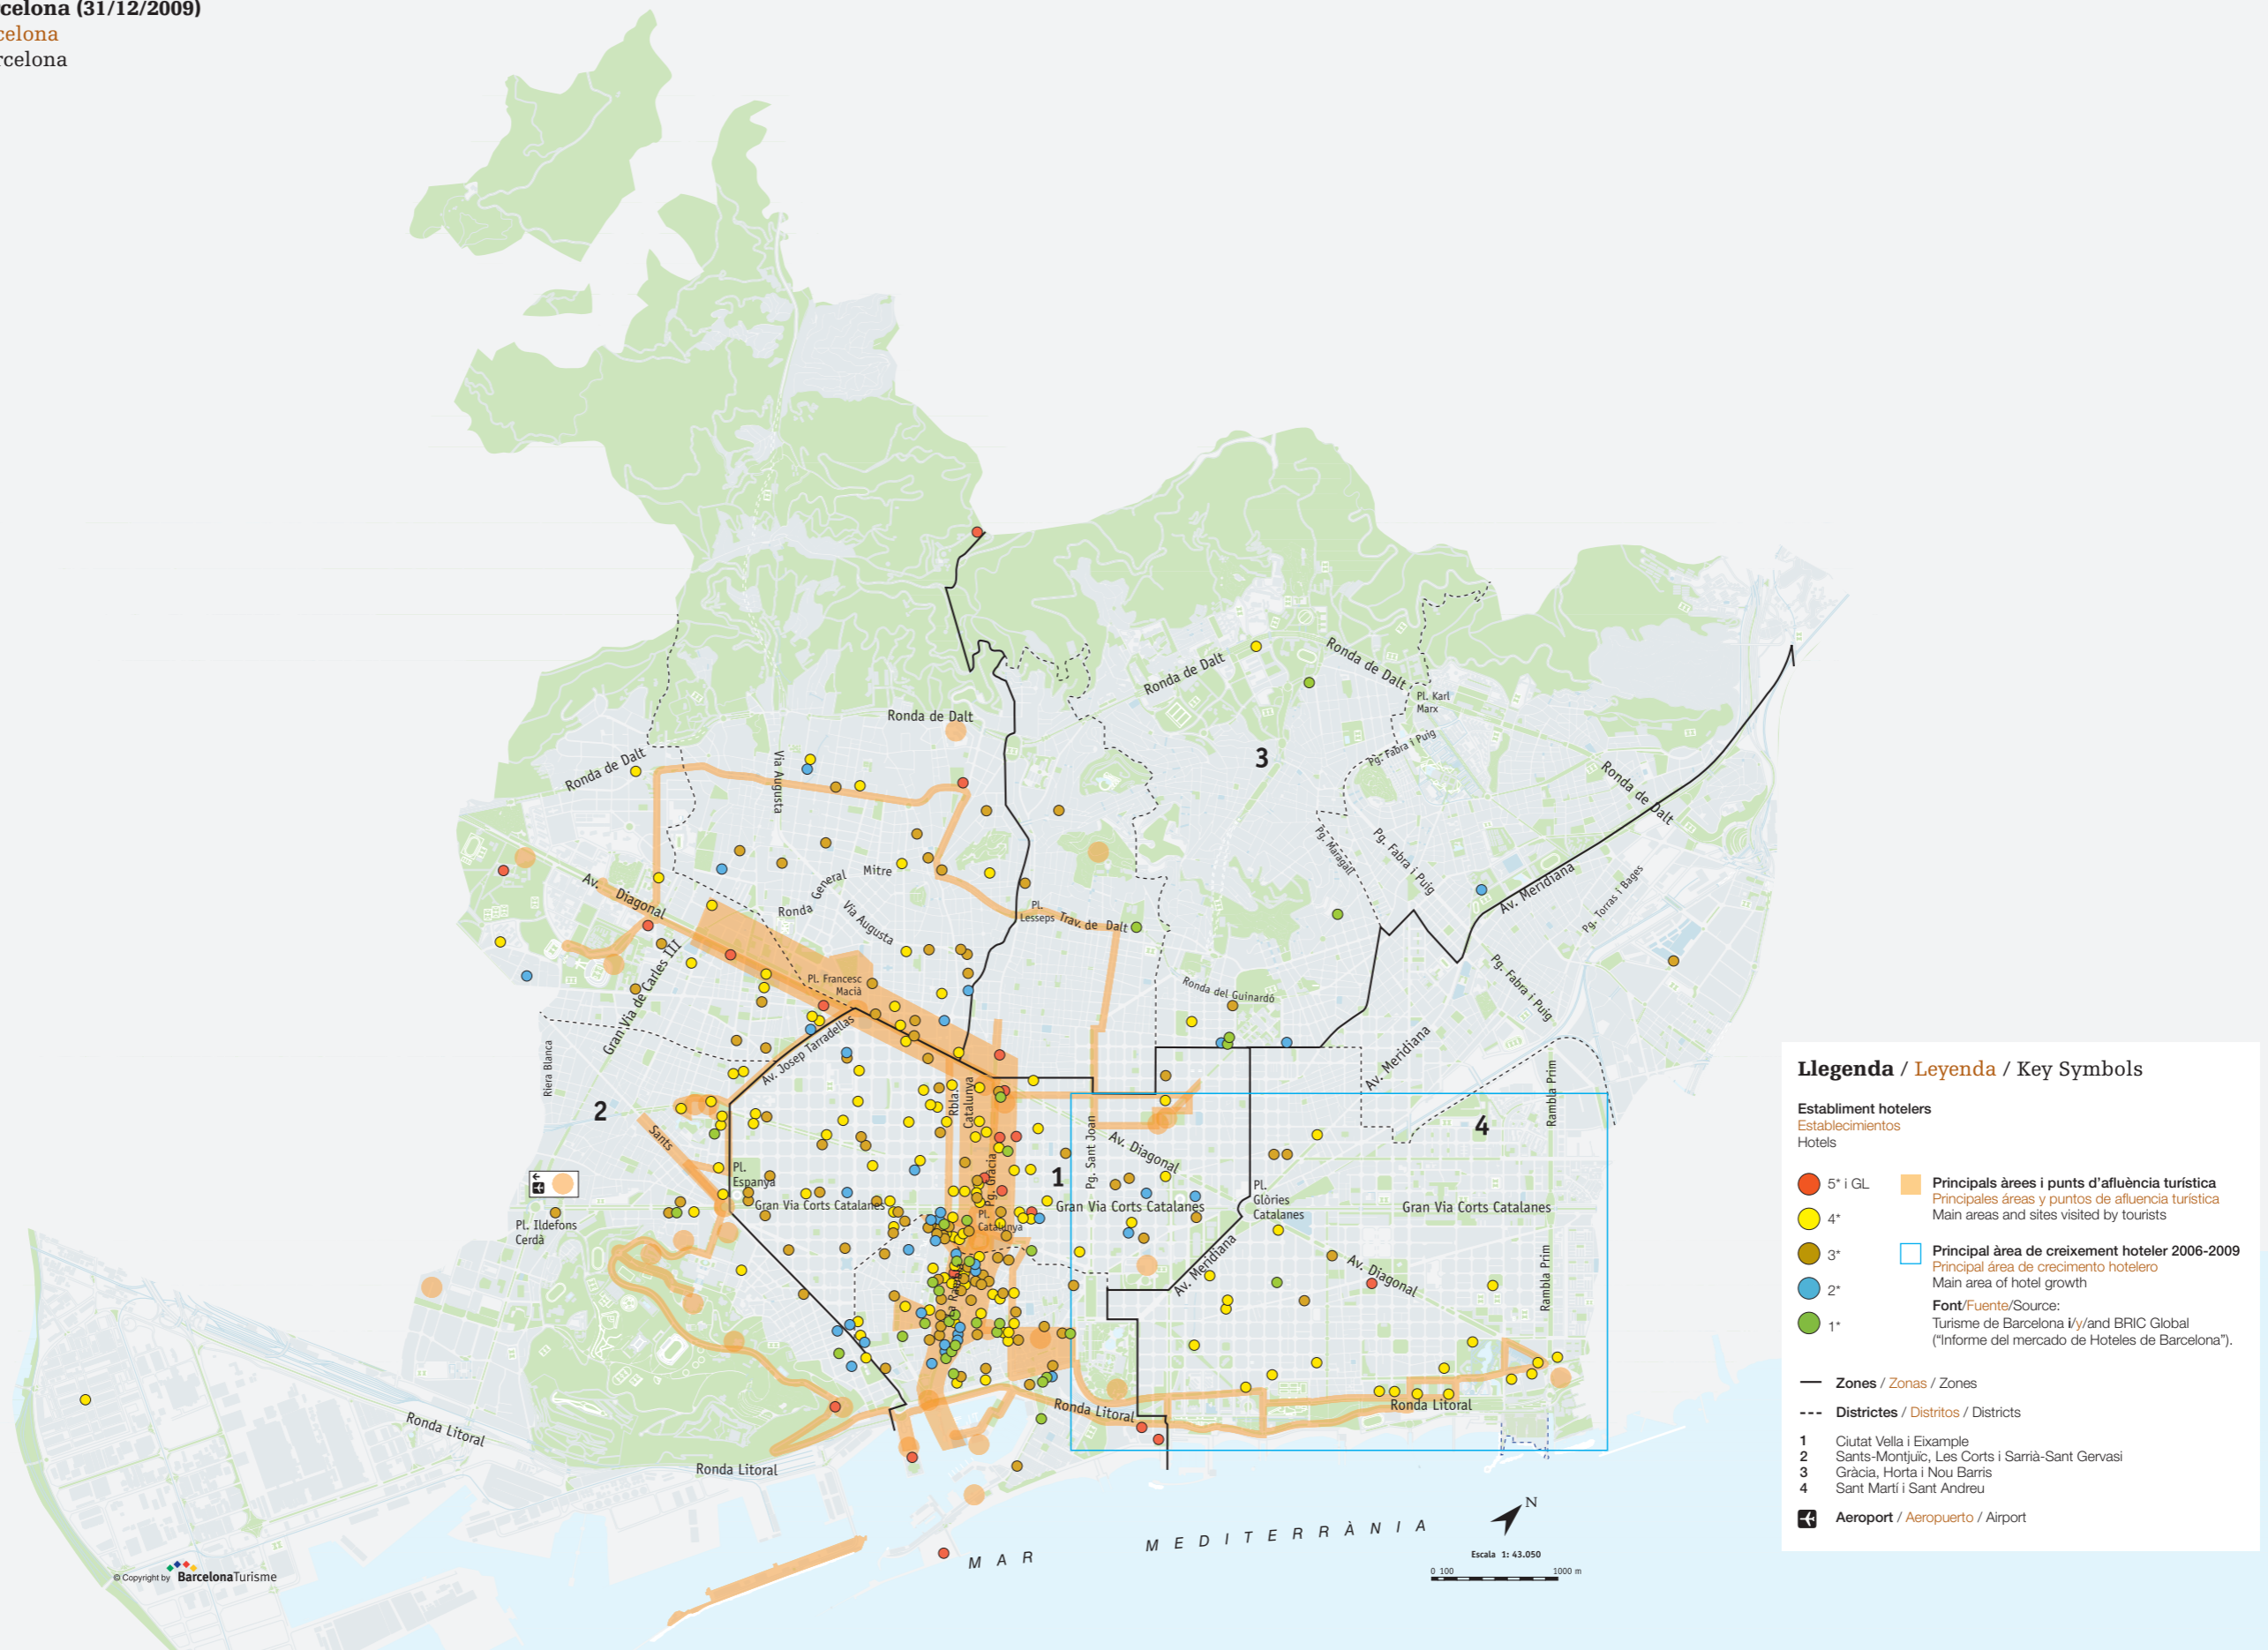 rcelona (31/12/2009)
celona
rcelona
Ronda de Dalt
Ronda de Dalt
Pl. Karl
Marx
Ronda de Dalt
3
Pg. Fabra i Puig
Ronda de Dalt
Via Augusta
Ronda de Dalt
Pg. Maragall
Pg. Fabra i Puig
Av. Meridiana
Pg. Torras i Bages
Ronda General Mitre
Av. Diagonal
Via Augusta
Pl.
Lesseps
Trav. de Dalt
Gran Via de Carles III
Pl. Francesc
Macià
Ronda del Guinardó
Pg. Fabra i Puig
Av. Meridiana
Riera Blanca
Av. Josep Tarradellas
Rambla Prim
2
Rbla.
Catalunya
4
Sants
Pg. Sant Joan
Av. Diagonal
Pl.
Espanya
Pg. Gràcia
1
Pl.
Glòries
Catalanes
Gran Via Corts Catalanes
Gran Via Corts Catalanes
Gran Via Corts Catalanes
Pl.
Catalunya
Pl. Ildefons
Cerdà
Av. Meridiana
Av. Diagonal
Rambla Prim
La Rambla
Ronda Litoral
Ronda Litoral
Ronda Litoral
Ronda Litoral
MAR MEDITERRÀNIA
N
Escala 1: 43.050
0 100 1000 m
© Copyright by BarcelonaTurisme
Llegenda / Leyenda / Key Symbols
Establiment hotelers
Establecimientos
Hotels
5* i GL
4*
3*
2*
1*
Principals àrees i punts d'afluència turística
Principales áreas y puntos de afluencia turística
Main areas and sites visited by tourists
Principal àrea de creixement hoteler 2006-2009
Principal área de crecimento hotelero
Main area of hotel growth
Font/Fuente/Source:
Turisme de Barcelona i/y/and BRIC Global
("Informe del mercado de Hoteles de Barcelona").
Zones / Zonas / Zones
Districtes / Distritos / Districts
1 Ciutat Vella i Eixample
2 Sants-Montjuïc, Les Corts i Sarrià-Sant Gervasi
3 Gràcia, Horta i Nou Barris
4 Sant Martí i Sant Andreu
Aeroport / Aeropuerto / Airport